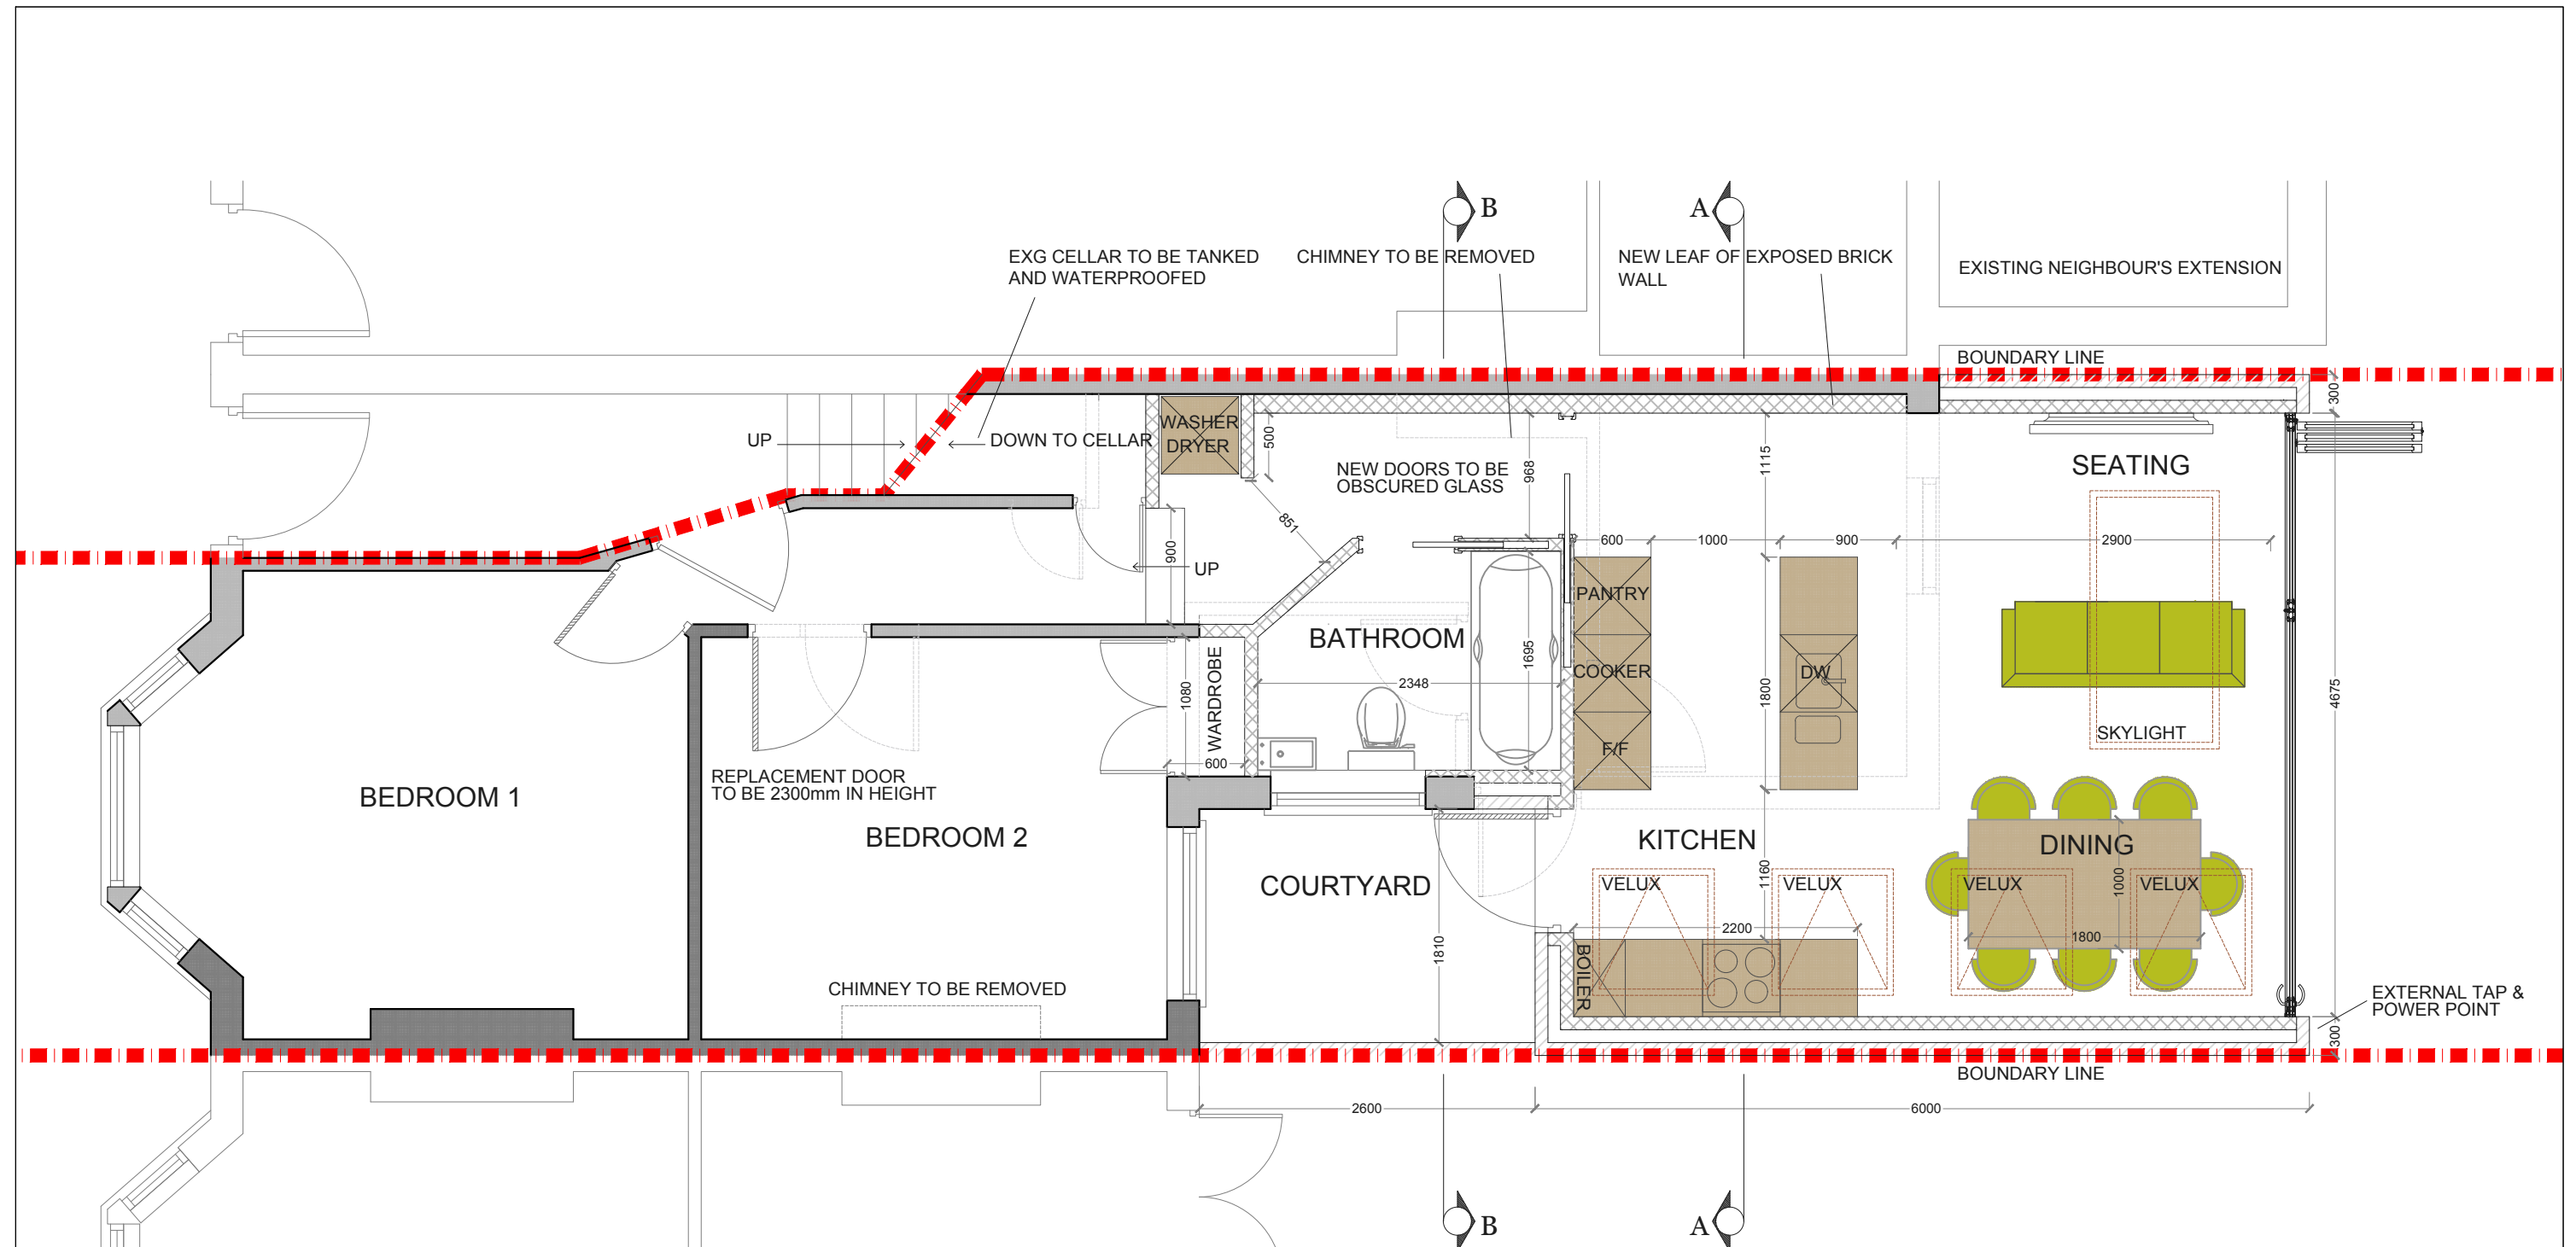 B
A
EXG CELLAR TO BE TANKED
AND WATERPROOFED
CHIMNEY TO BE REMOVED
NEW LEAF OF EXPOSED BRICK
WALL
EXISTING NEIGHBOUR'S EXTENSION
BOUNDARY LINE
300
UP
DOWN TO CELLAR
WASHER
DRYER
500
NEW DOORS TO BE
OBSCURED GLASS
968
1115
SEATING
851
900
UP
600
1000
900
2900
PANTRY
COOKER
F/F
BATHROOM
1695
2348
WARDROBE
1080
600
1800
DW
4675
SKYLIGHT
REPLACEMENT DOOR
TO BE 2300mm IN HEIGHT
BEDROOM 1
BEDROOM 2
COURTYARD
KITCHEN
DINING
1160
1000
VELUX
VELUX
VELUX
VELUX
2200
1800
1810
BOILER
CHIMNEY TO BE REMOVED
EXTERNAL TAP &
POWER POINT
300
BOUNDARY LINE
2600
6000
B
A